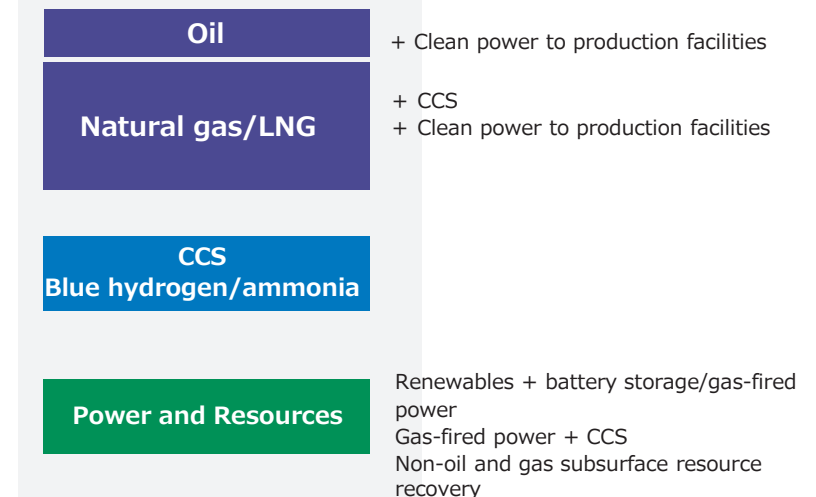 Oil
+ Clean power to production facilities
Natural gas/LNG
+ CCS
+ Clean power to production facilities
CCS
Blue hydrogen/ammonia
Power and Resources
Renewables + battery storage/gas-fired
power
Gas-fired power + CCS
Non-oil and gas subsurface resource
recovery